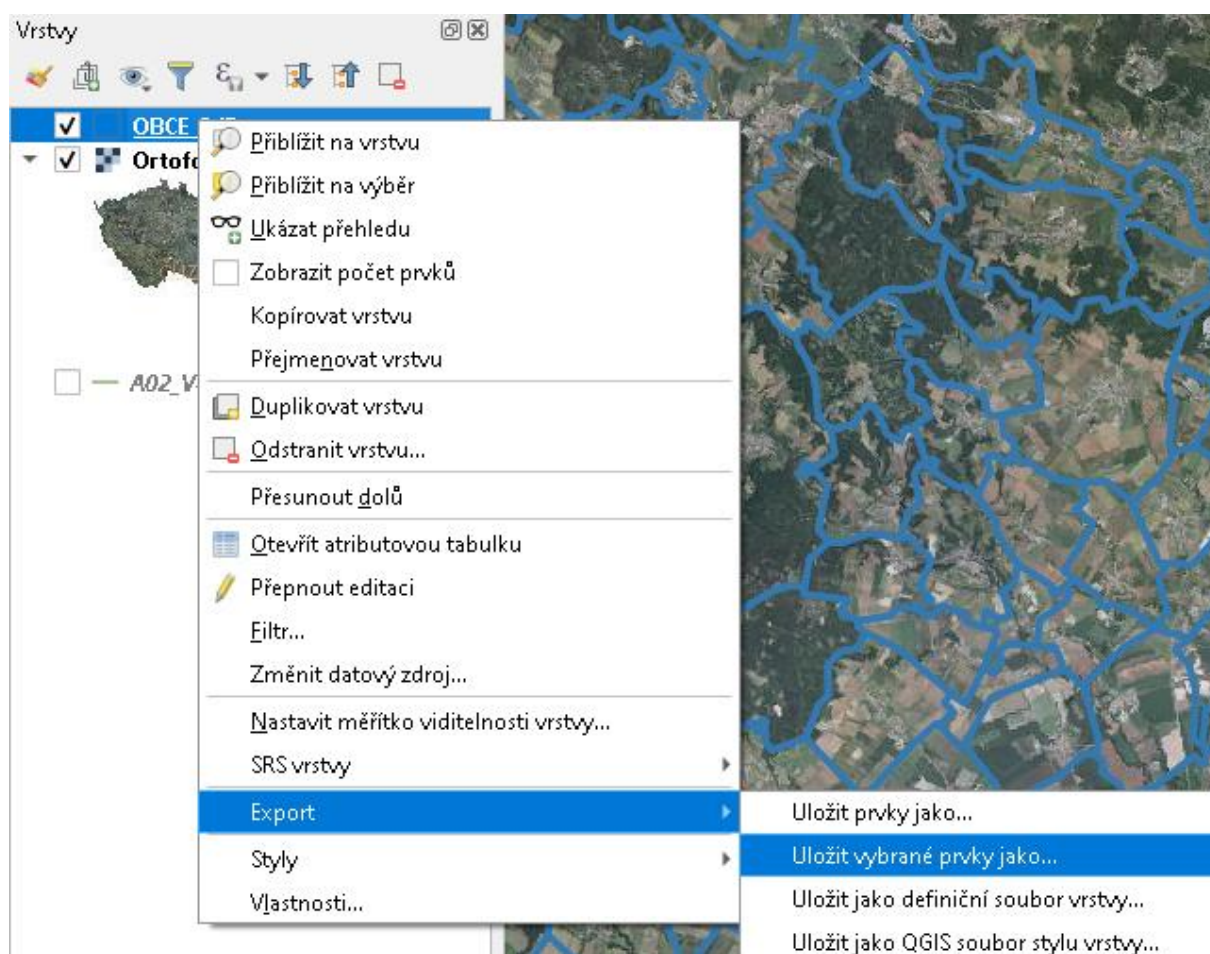 Vrstvy
OBCE
Ortofo
Přiblížit na vrstvu
Přiblížit na výběr
Ukázat přehledu
Zobrazit počet prvků
Kopírovat vrstvu
Přejmenovat vrstvu
A02_V
Duplikovat vrstvu
Odstranit vrstvu...
Přesunout dolů
Otevřít atributovou tabulku
Přepnout editaci
Filtr...
Změnit datový zdroj...
Nastavit měřítko viditelnosti vrstvy...
SRS vrstvy
Export
Styly
Vlastnosti...
Uložit prvky jako...
Uložit vybrané prvky jako...
Uložit jako definiční soubor vrstvy...
Uložit jako QGIS soubor stylu vrstvy...